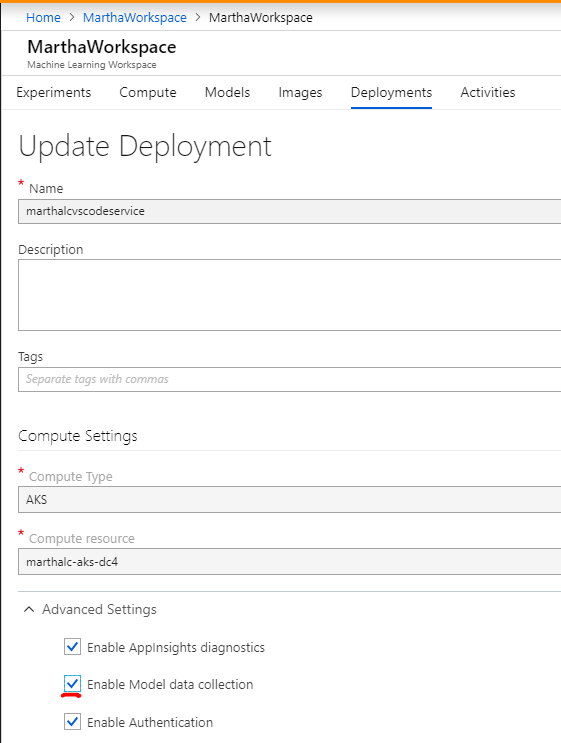 Home > MarthaWorkspace > MarthaWorkspace
MarthaWorkspace
Machine Learning Workspace
Experiments Compute Models Images Deployments Activities
Update Deployment
* Name
marthalcvscodeservice
Description
Tags
Separate tags with commas
Compute Settings
* Compute Type
AKS
* Compute resource
marthalc-aks-dc4
Advanced Settings
Enable AppInsights diagnostics
Enable Model data collection
Enable Authentication